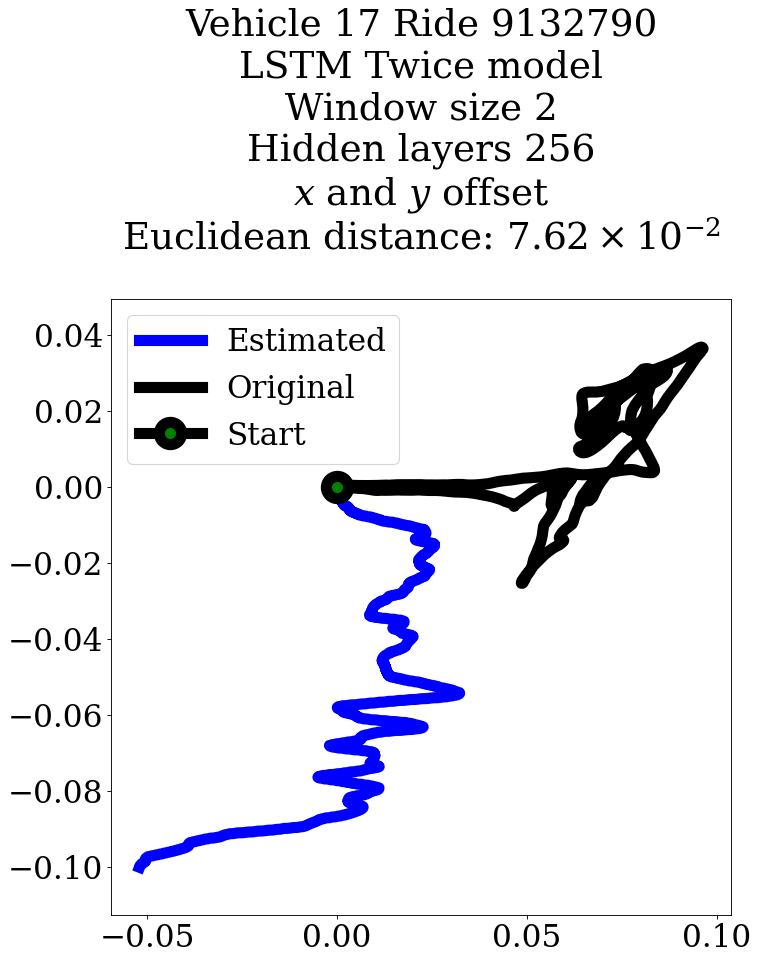 Vehicle 17 Ride 9132790
LSTM Twice model
Window size 2
Hidden layers 256
x and y offset
Euclidean distance: 7.62 × 10⁻²
Estimated
Original
Start
0.04
0.02
0.00
−0.02
−0.04
−0.06
−0.08
−0.10
−0.05 0.00 0.05 0.10